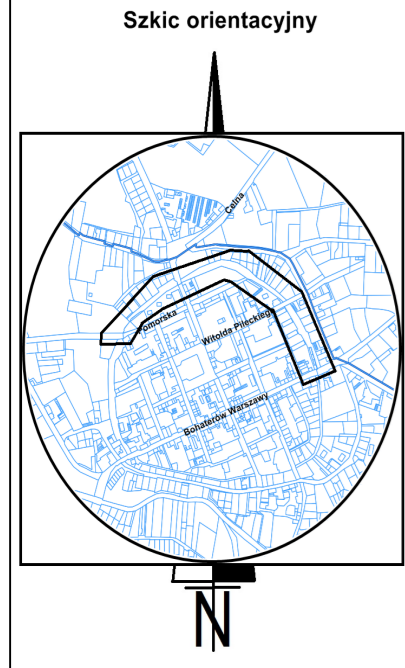 Szkic orientacyjny
Celna
Pomorska
Witolda Pileckiego
Bohaterów Warszawy
N